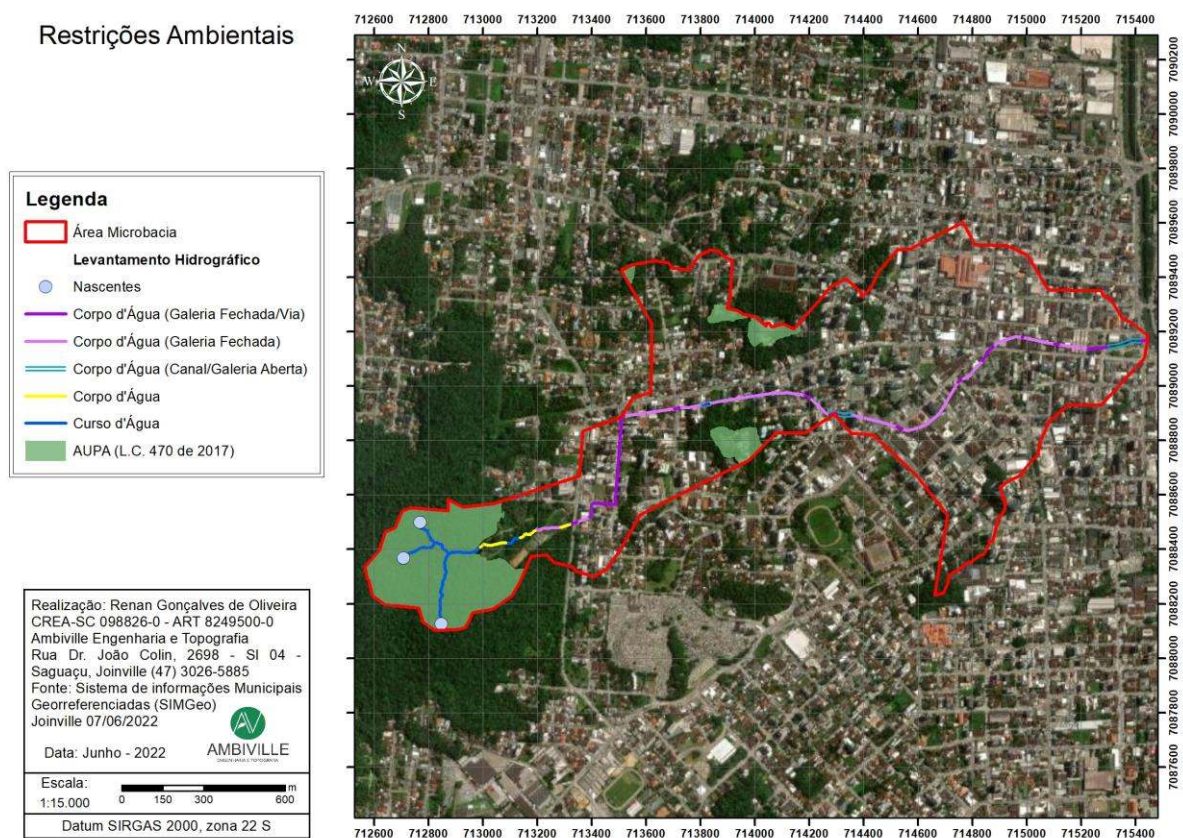 Restrições Ambientais
712600 712800 713000 713200 713400 713600 713800 714000 714200 714400 714600 714800 715000 715200 715400
N
W E
S
7090200
7090000
7089800
7089600
7089400
7089200
7089000
7088800
7088600
7088400
7088200
7088000
7087800
7087600
Legenda
Área Microbacia
Levantamento Hidrográfico
Nascentes
Corpo d'Água (Galeria Fechada/Via)
Corpo d'Água (Galeria Fechada)
Corpo d'Água (Canal/Galeria Aberta)
Corpo d'Água
Curso d'Água
AUPA (L.C. 470 de 2017)
Realização: Renan Gonçalves de Oliveira
CREA-SC 098826-0 - ART 8249500-0
Ambiville Engenharia e Topografia
Rua Dr. João Colin, 2698 - Sl 04 -
Saguaçu, Joinville (47) 3026-5885
Fonte: Sistema de informações Municipais
Georreferenciadas (SIMGeo)
Joinville 07/06/2022
Data: Junho - 2022
AV
AMBIVILLE
ENGENHARIA E TOPOGRAFIA
Escala:
1:15.000
0 150 300 600 m
Datum SIRGAS 2000, zona 22 S
712600 712800 713000 713200 713400 713600 713800 714000 714200 714400 714600 714800 715000 715200 715400